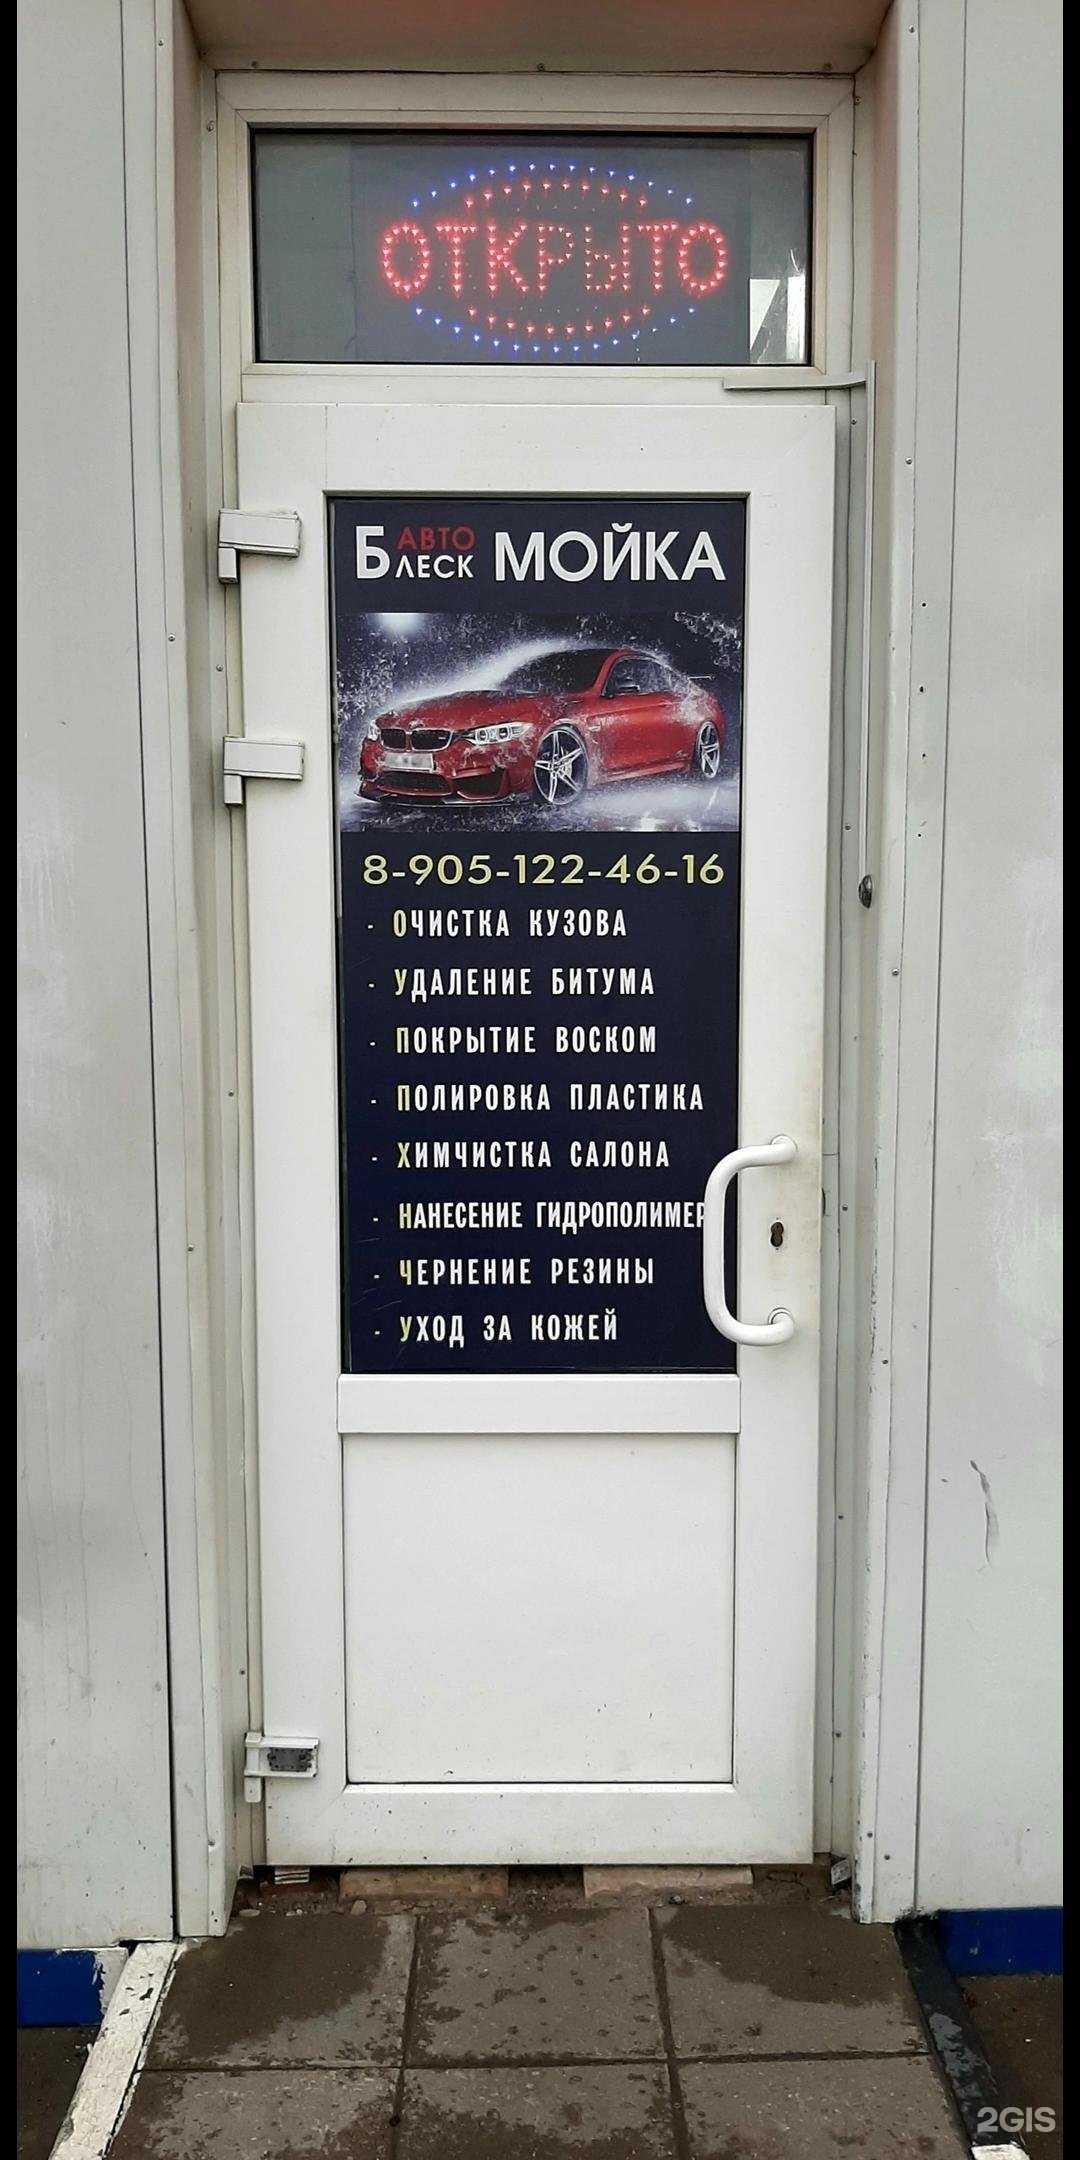 ОТКРЫТО
БЛЕСК АВТО МОЙКА
8-905-122-46-16
- ОЧИСТКА КУЗОВА
- УДАЛЕНИЕ БИТУМА
- ПОКРЫТИЕ ВОСКОМ
- ПОЛИРОВКА ПЛАСТИКА
- ХИМЧИСТКА САЛОНА
- НАНЕСЕНИЕ ГИДРОПОЛИМЕР
- ЧЕРНЕНИЕ РЕЗИНЫ
- УХОД ЗА КОЖЕЙ
2GIS